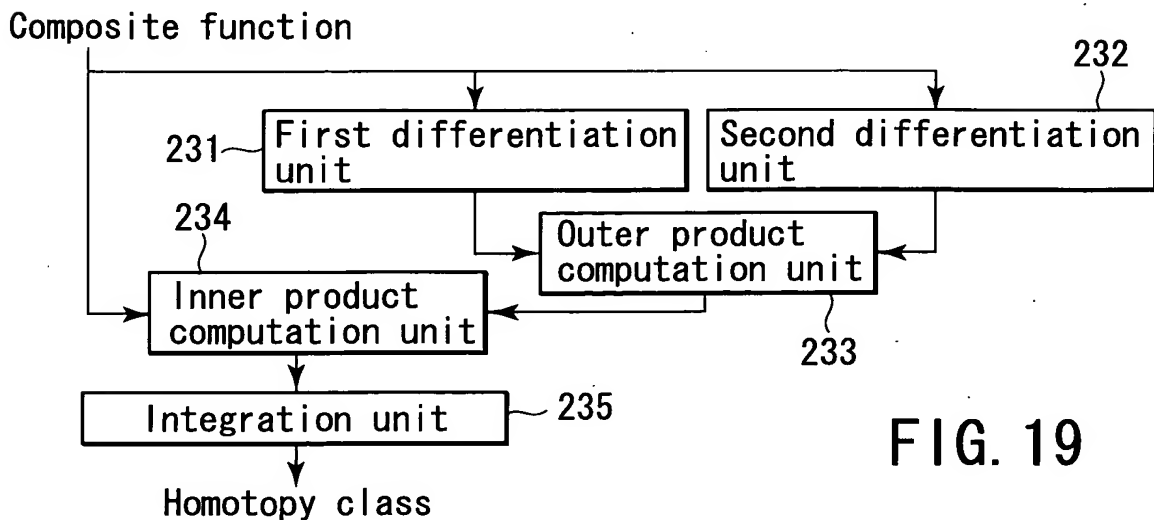 Composite function
232
231
First differentiation
unit
Second differentiation
unit
234
Outer product
computation unit
Inner product
computation unit
233
Integration unit
235
FIG. 19
Homotopy class